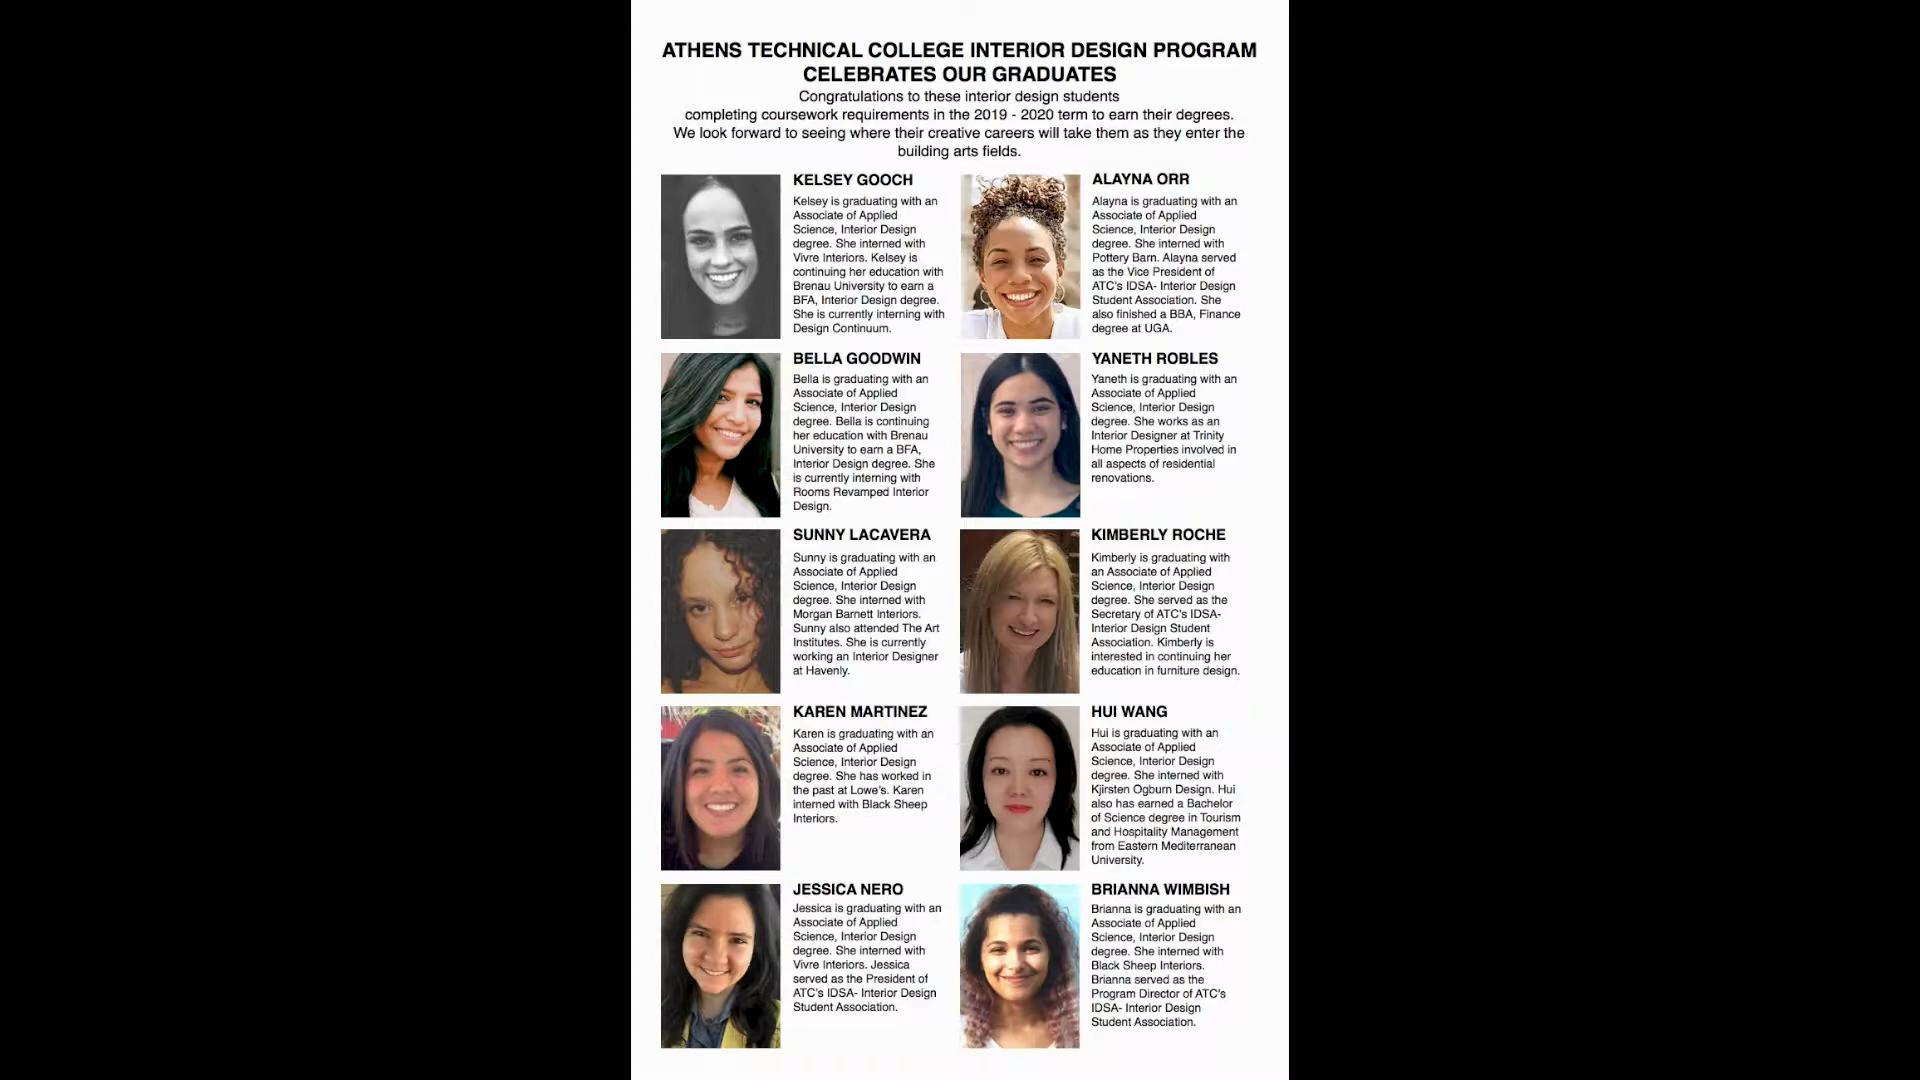 ATHENS TECHNICAL COLLEGE INTERIOR DESIGN PROGRAM
CELEBRATES OUR GRADUATES
Congratulations to these interior design students
completing coursework requirements in the 2019 - 2020 term to earn their degrees.
We look forward to seeing where their creative careers will take them as they enter the
building arts fields.
KELSEY GOOCH
Kelsey is graduating with an
Associate of Applied
Science, Interior Design
degree. She interned with
Vivre Interiors. Kelsey is
continuing her education with
Brenau University to earn a
BFA, Interior Design degree.
She is currently interning with
Design Continuum.
ALAYNA ORR
Alayna is graduating with an
Associate of Applied
Science, Interior Design
degree. She interned with
Pottery Barn. Alayna served
as the Vice President of
ATC's IDSA- Interior Design
Student Association. She
also finished a BBA, Finance
degree at UGA.
BELLA GOODWIN
Bella is graduating with an
Associate of Applied
Science, Interior Design
degree. Bella is continuing
her education with Brenau
University to earn a BFA,
Interior Design degree. She
is currently interning with
Rooms Revamped Interior
Design.
YANETH ROBLES
Yaneth is graduating with an
Associate of Applied
Science, Interior Design
degree. She works as an
Interior Designer at Trinity
Home Properties involved in
all aspects of residential
renovations.
SUNNY LACAVERA
Sunny is graduating with an
Associate of Applied
Science, Interior Design
degree. She interned with
Morgan Barnett Interiors.
Sunny also attended The Art
Institutes. She is currently
working an Interior Designer
at Havenly.
KIMBERLY ROCHE
Kimberly is graduating with
an Associate of Applied
Science, Interior Design
degree. She served as the
Secretary of ATC's IDSA-
Interior Design Student
Association. Kimberly is
interested in continuing her
education in furniture design.
KAREN MARTINEZ
Karen is graduating with an
Associate of Applied
Science, Interior Design
degree. She has worked in
the past at Lowe's. Karen
interned with Black Sheep
Interiors.
HUI WANG
Hui is graduating with an
Associate of Applied
Science, Interior Design
degree. She interned with
Kjirsten Ogburn Design. Hui
also has earned a Bachelor
of Science degree in Tourism
and Hospitality Management
from Eastern Mediterranean
University.
JESSICA NERO
Jessica is graduating with an
Associate of Applied
Science, Interior Design
degree. She interned with
Vivre Interiors. Jessica
served as the President of
ATC's IDSA- Interior Design
Student Association.
BRIANNA WIMBISH
Brianna is graduating with an
Associate of Applied
Science, Interior Design
degree. She interned with
Black Sheep Interiors.
Brianna served as the
Program Director of ATC's
IDSA- Interior Design
Student Association.